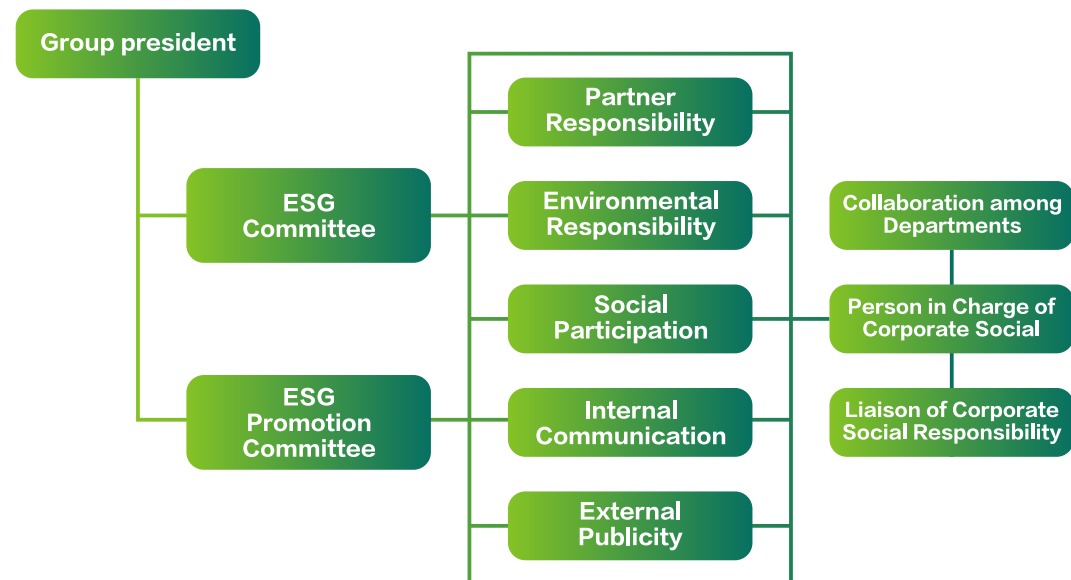 Group president
ESG
Committee
ESG
Promotion
Committee
Partner
Responsibility
Environmental
Responsibility
Social
Participation
Internal
Communication
External
Publicity
Collaboration among
Departments
Person in Charge of
Corporate Social
Liaison of Corporate
Social Responsibility